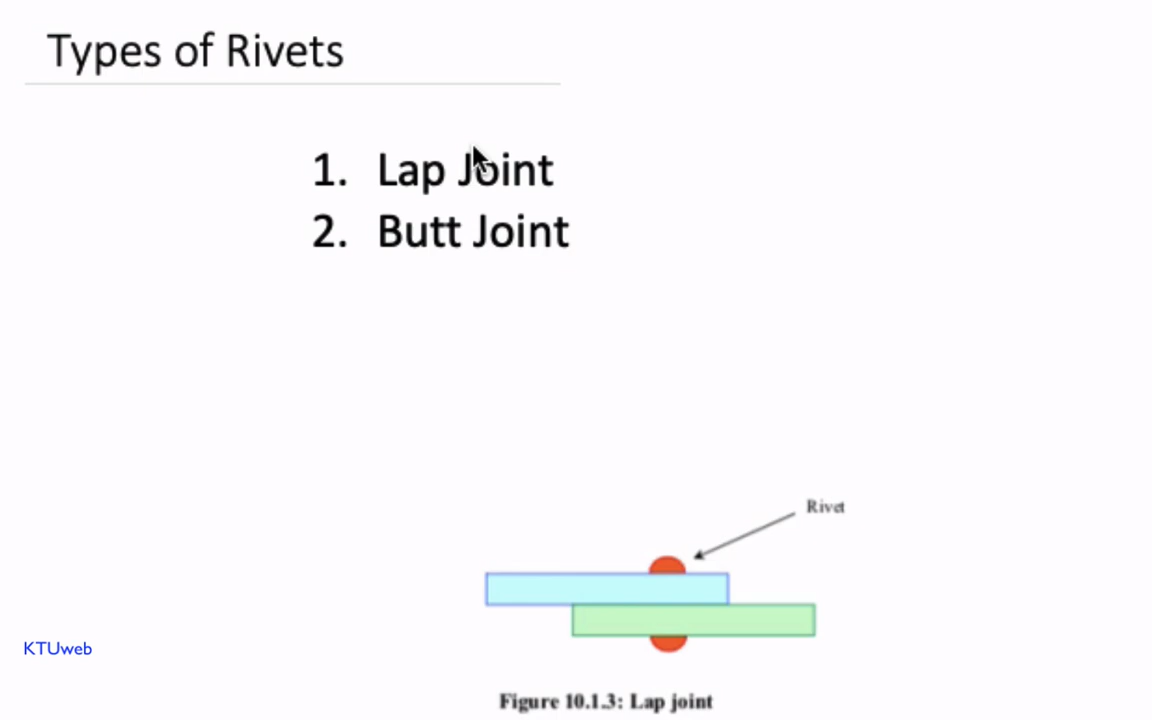 Types of Rivets
1. Lap Joint
2. Butt Joint
Rivet
KTUweb
Figure 10.1.3: Lap joint